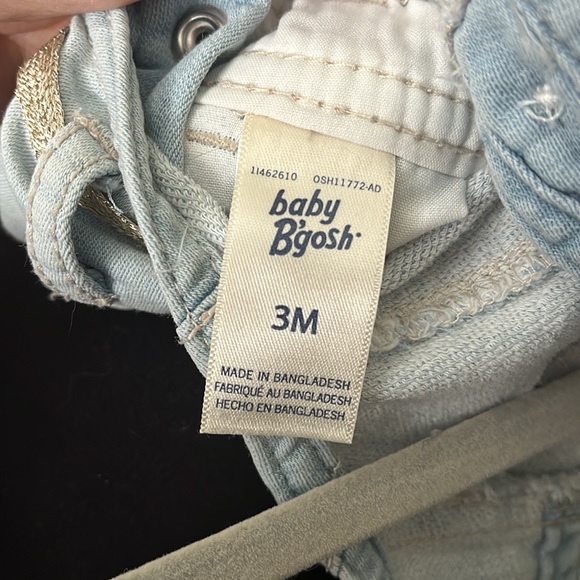 11462610 OSH11772-AD
baby
B'gosh
3M
MADE IN BANGLADESH
FABRIQUÉ AU BANGLADESH
HECHO EN BANGLADESH